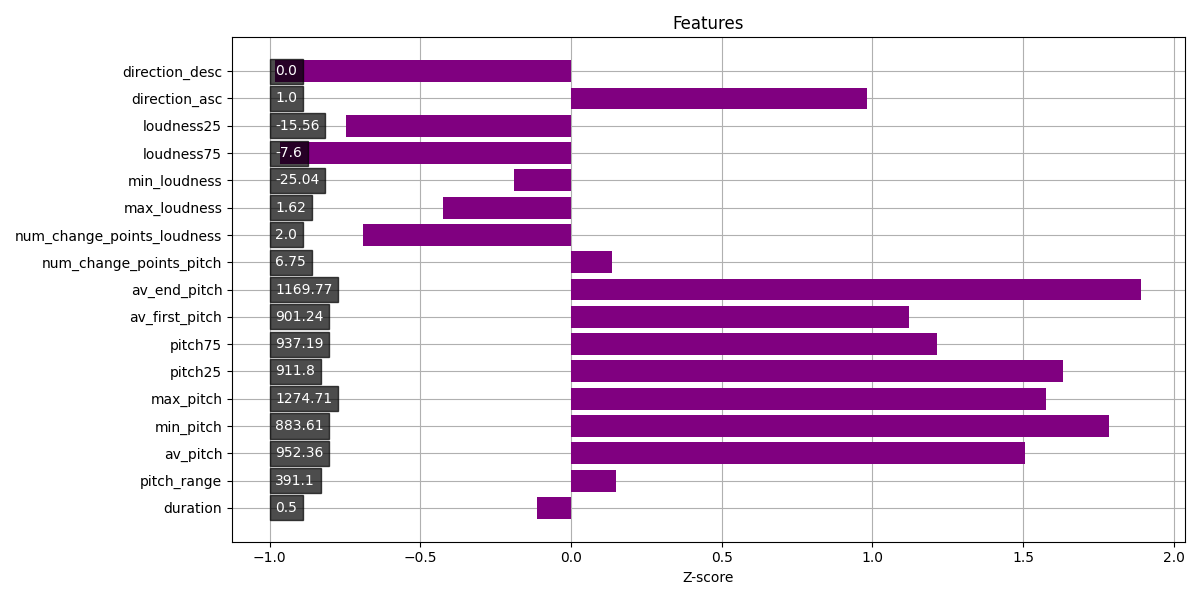 Features
direction_desc 0.0
direction_asc 1.0
loudness25 -15.56
loudness75 -7.6
min_loudness -25.04
max_loudness 1.62
num_change_points_loudness 2.0
num_change_points_pitch 6.75
av_end_pitch 1169.77
av_first_pitch 901.24
pitch75 937.19
pitch25 911.8
max_pitch 1274.71
min_pitch 883.61
av_pitch 952.36
pitch_range 391.1
duration 0.5
−1.0 −0.5 0.0 0.5 1.0 1.5 2.0
Z-score